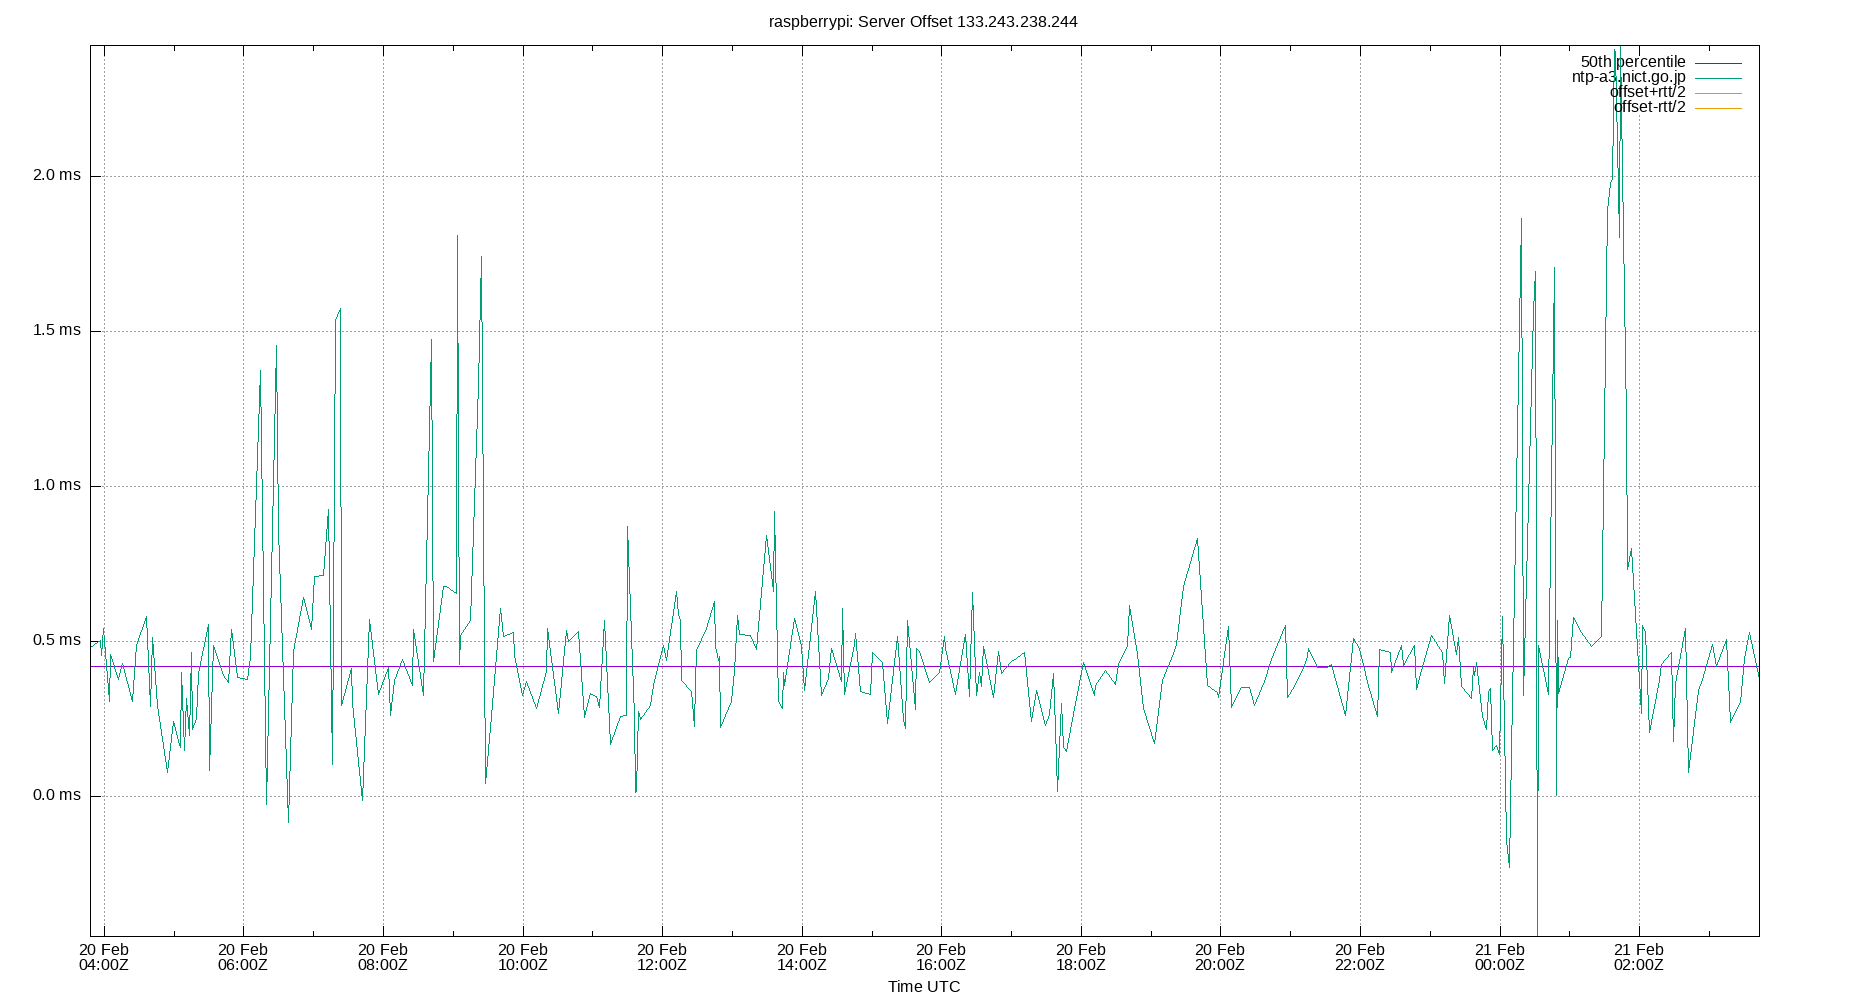 raspberrypi: Server Offset 133.243.238.244
50th percentile
ntp-a3.nict.go.jp
offset+rtt/2
offset-rtt/2
2.0 ms
1.5 ms
1.0 ms
0.5 ms
0.0 ms
20 Feb 20 Feb 20 Feb 20 Feb 20 Feb 20 Feb 20 Feb 20 Feb 20 Feb 20 Feb 21 Feb 21 Feb
04:00Z 06:00Z 08:00Z 10:00Z 12:00Z 14:00Z 16:00Z 18:00Z 20:00Z 22:00Z 00:00Z 02:00Z
Time UTC